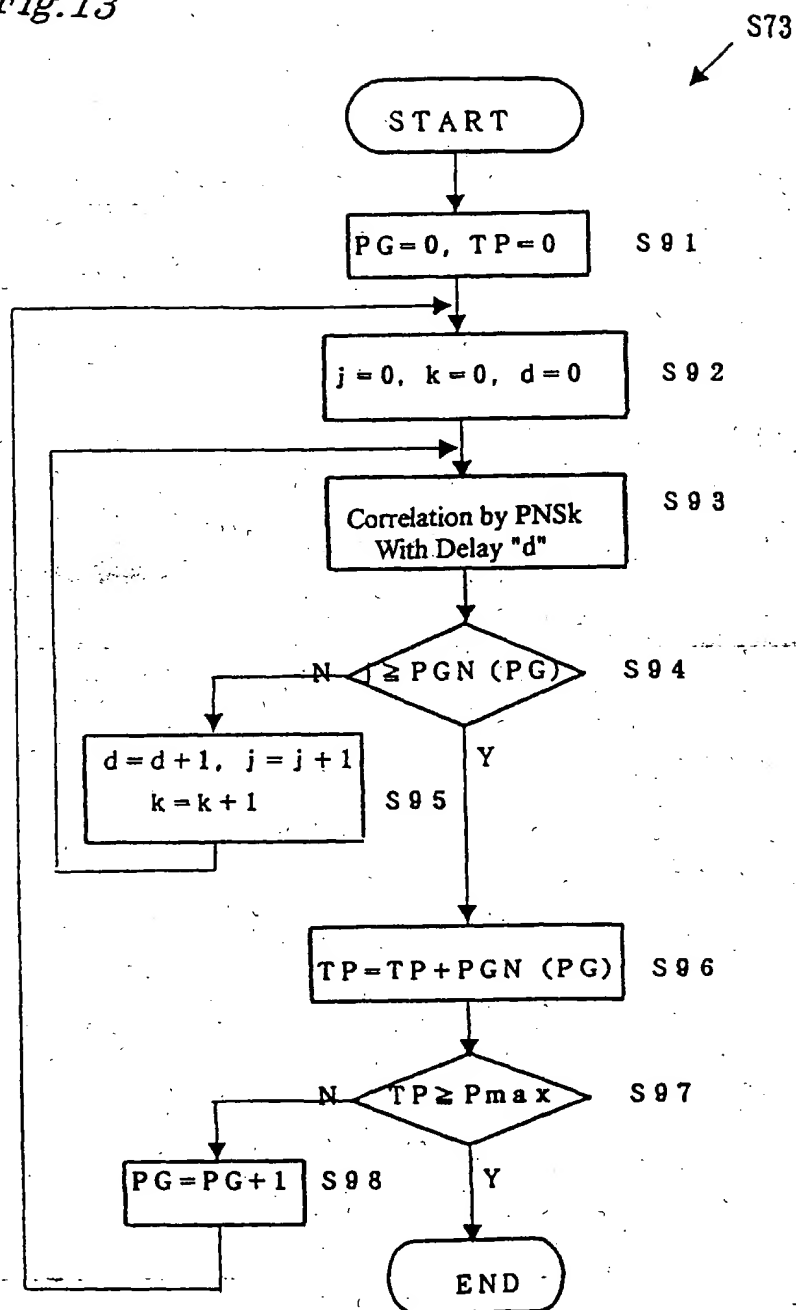 Fig.13
S73
START
PG=0, TP=0 S91
j=0, k=0, d=0 S92
Correlation by PNSk S93
With Delay "d"
N j≧PGN (PG) S94
Y
d=d+1, j=j+1
k=k+1 S95
TP=TP+PGN (PG) S96
N TP≧Pmax S97
PG=PG+1 S98
Y
END